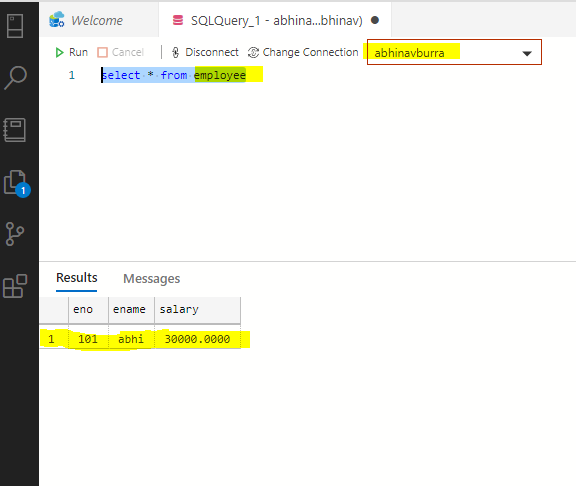 Welcome
SQLQuery_1 - abhina...bhinav)
Run
Cancel
Disconnect
Change Connection
abhinavburra
1
select * from employee
1
Results
Messages
eno ename salary
1 101 abhi 30000.0000